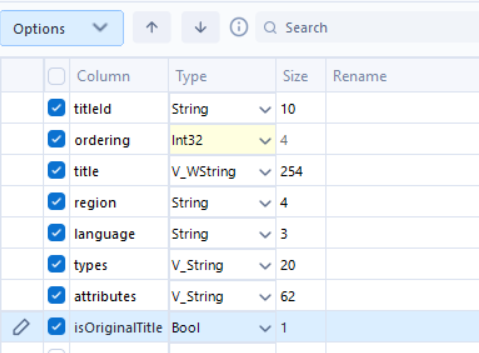 Options Search
Column Type Size Rename
titleId String 10
ordering Int32 4
title V_WString 254
region String 4
language String 3
types V_String 20
attributes V_String 62
isOriginalTitle Bool 1